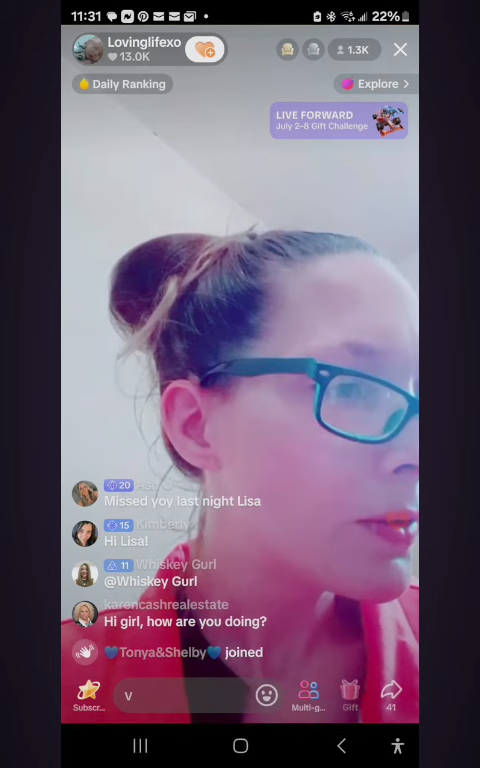 11:31
22%
Lovinglifexo
13.0K
1.3K
Daily Ranking
Explore
LIVE FORWARD
July 2–8 Gift Challenge
20
Missed yoy last night Lisa
15 Kimberly
Hi Lisa!
11 Whiskey Gurl
@Whiskey Gurl
karencashrealestate
Hi girl, how are you doing?
💙Tonya&Shelby💙 joined
V
Subscr...
Multi-g...
Gift
41